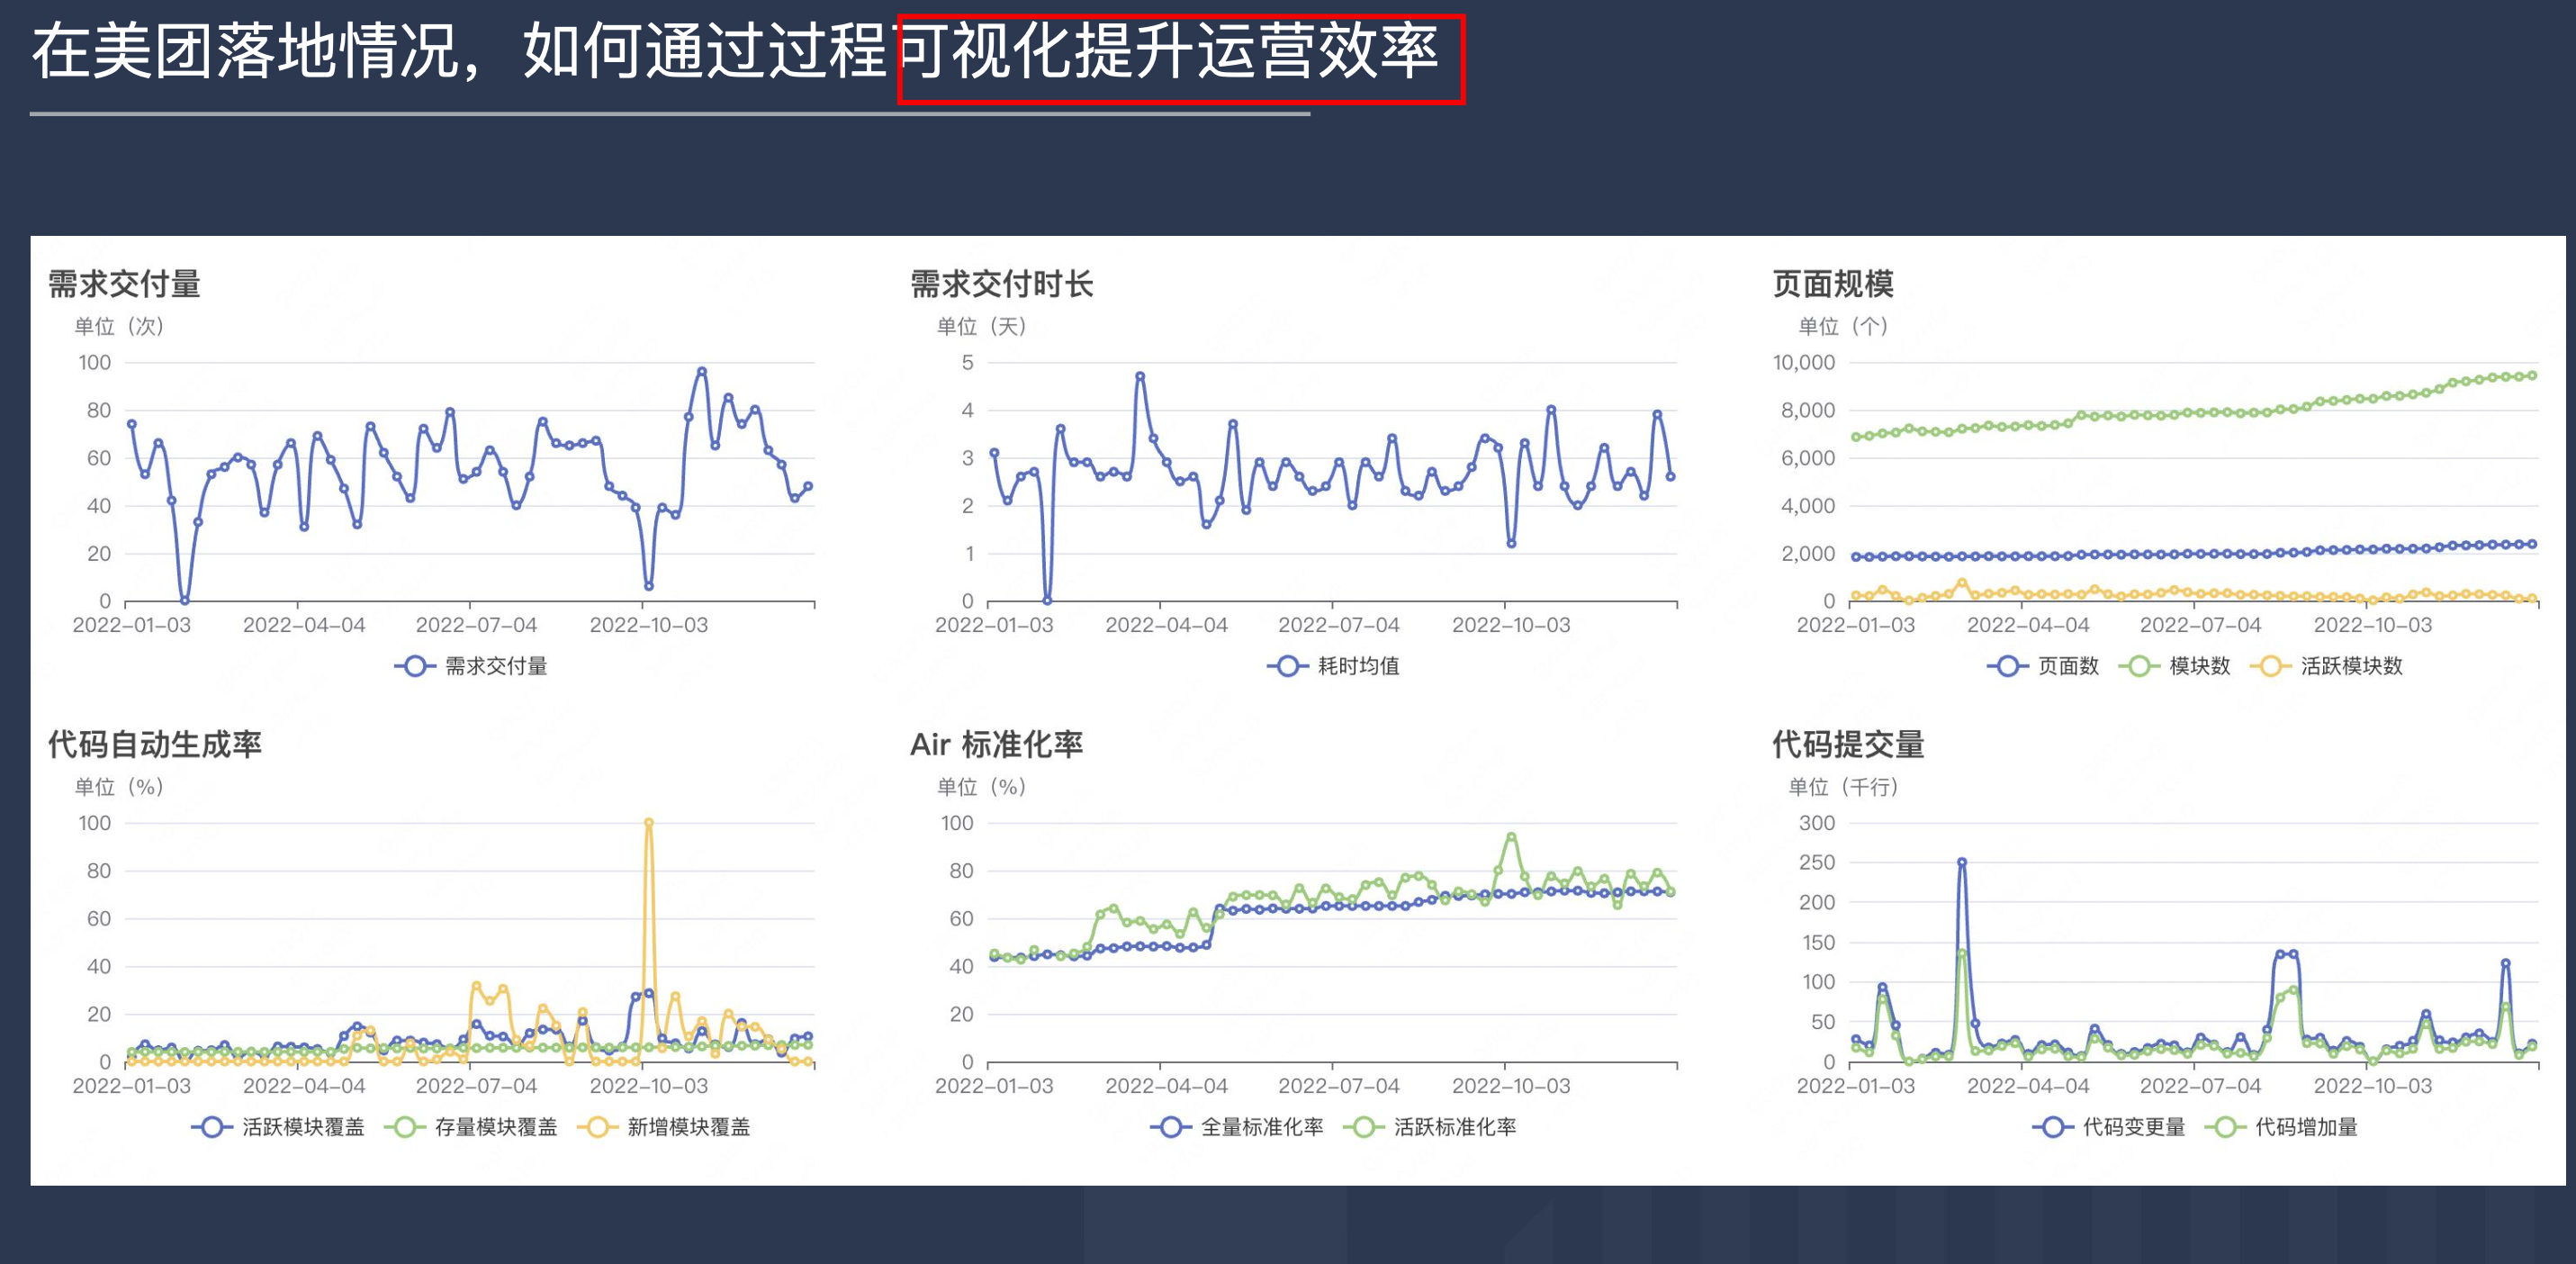 在美团落地情况，如何通过过程可视化提升运营效率
需求交付量
单位（次）
100
80
60
40
20
0
2022-01-03 2022-04-04 2022-07-04 2022-10-03
需求交付量
需求交付时长
单位（天）
5
4
3
2
1
0
2022-01-03 2022-04-04 2022-07-04 2022-10-03
耗时均值
页面规模
单位（个）
10,000
8,000
6,000
4,000
2,000
0
2022-01-03 2022-04-04 2022-07-04 2022-10-03
页面数 模块数 活跃模块数
代码自动生成率
单位（%）
100
80
60
40
20
0
2022-01-03 2022-04-04 2022-07-04 2022-10-03
活跃模块覆盖 存量模块覆盖 新增模块覆盖
Air 标准化率
单位（%）
100
80
60
40
20
0
2022-01-03 2022-04-04 2022-07-04 2022-10-03
全量标准化率 活跃标准化率
代码提交量
单位（千行）
300
250
200
150
100
50
0
2022-01-03 2022-04-04 2022-07-04 2022-10-03
代码变更量 代码增加量